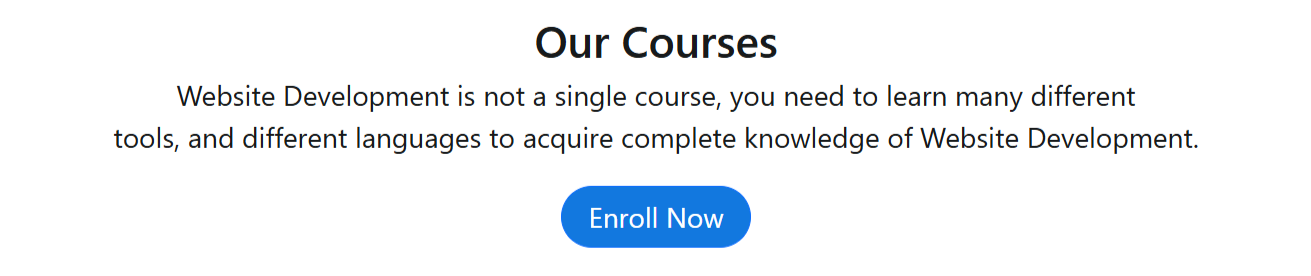 Our Courses
Website Development is not a single course, you need to learn many different
tools, and different languages to acquire complete knowledge of Website Development.
Enroll Now